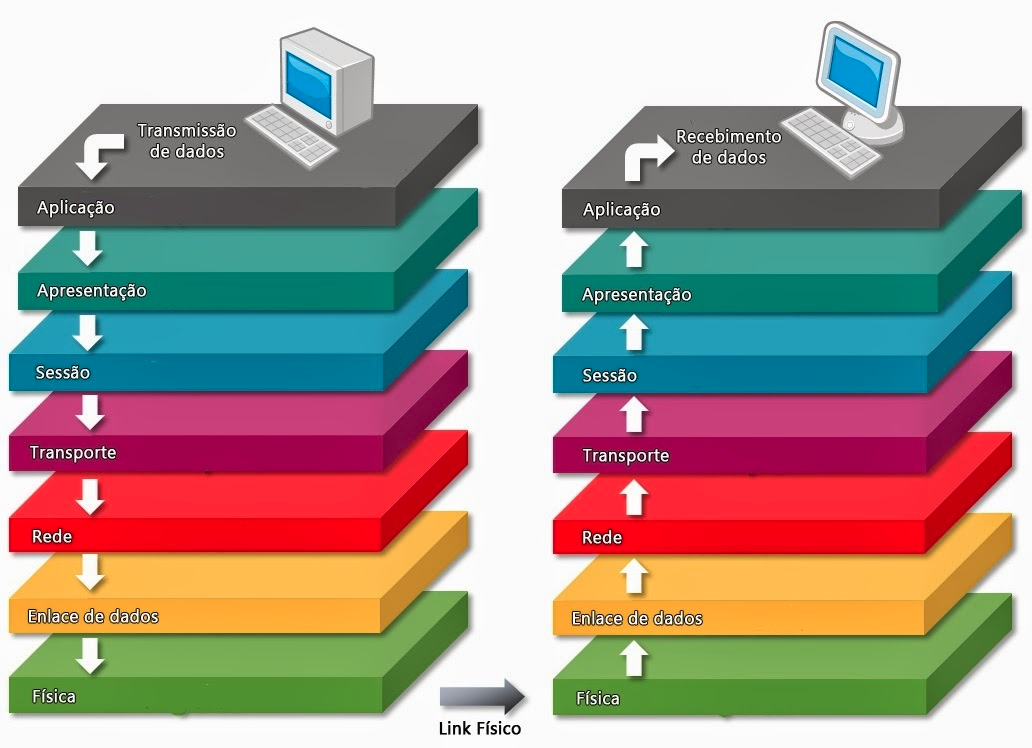 Transmissão
de dados
Aplicação
Apresentação
Sessão
Transporte
Rede
Enlace de dados
Física
Link Físico
Recebimento
de dados
Aplicação
Apresentação
Sessão
Transporte
Rede
Enlace de dados
Física